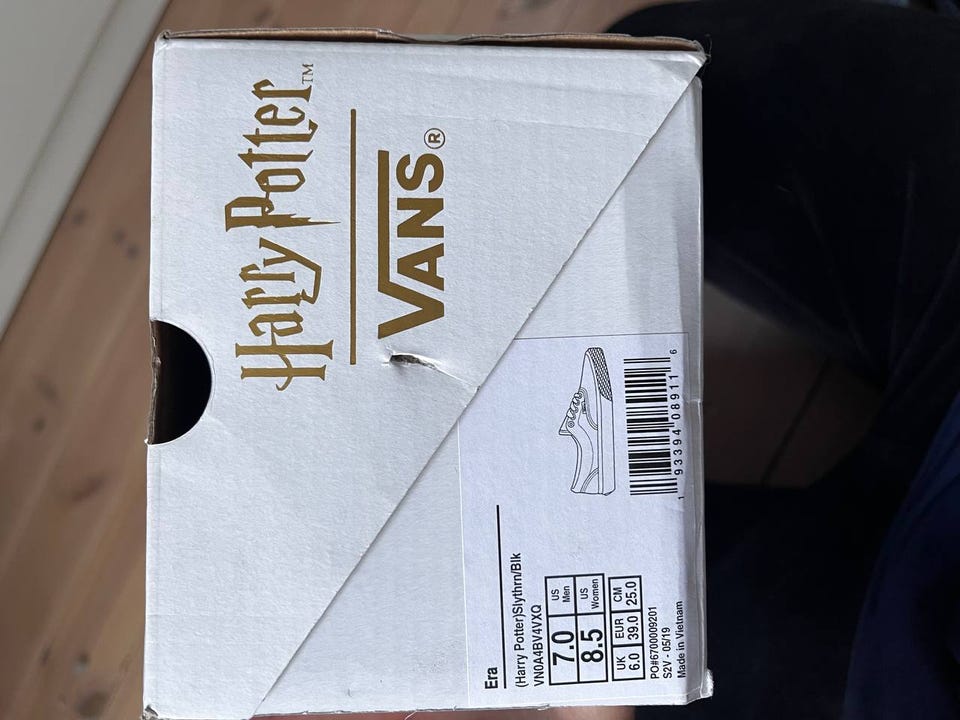 Harry Potter™
VANS®
Era
(Harry Potter)Slythrn/Blk
VN0A4BV4VXQ
7.0 US Men
8.5 US Women
UK EUR CM
6.0 39.0 25.0
PO#6700009201
S2V - 05/19
Made in Vietnam
1 93394 08911 6